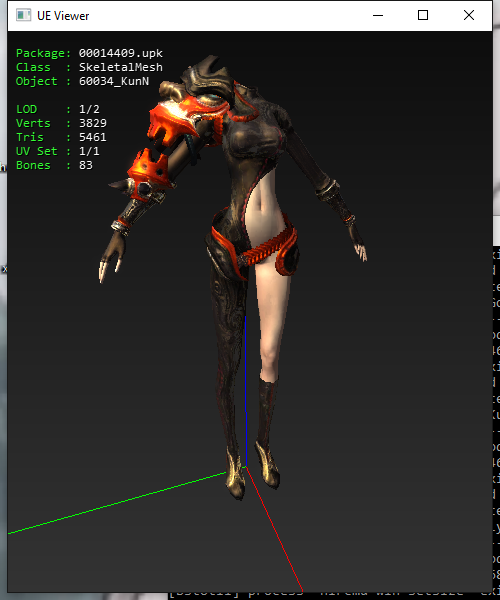 UE Viewer
Package: 00014409.upk
Class : SkeletalMesh
Object : 60034_KunN
LOD : 1/2
Verts : 3829
Tris : 5461
UV Set : 1/1
Bones : 83